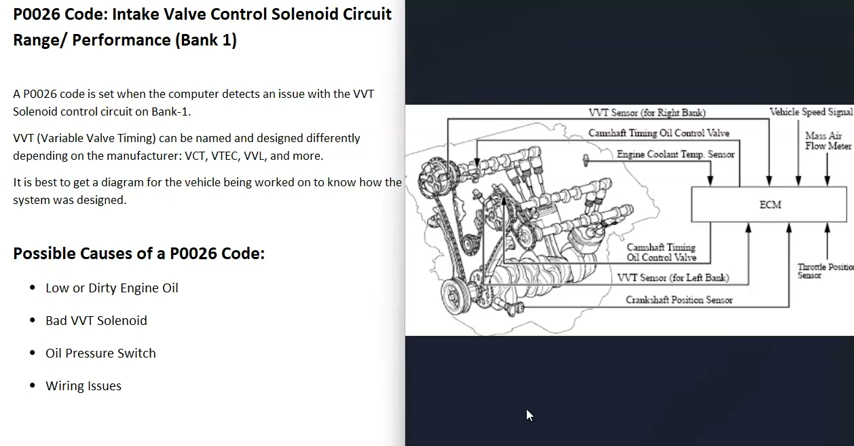 P0026 Code: Intake Valve Control Solenoid Circuit
Range/ Performance (Bank 1)
A P0026 code is set when the computer detects an issue with the VVT
Solenoid control circuit on Bank-1.
VVT (Variable Valve Timing) can be named and designed differently
depending on the manufacturer: VCT, VTEC, VVL, and more.
It is best to get a diagram for the vehicle being worked on to know how the
system was designed.
Possible Causes of a P0026 Code:
• Low or Dirty Engine Oil
• Bad VVT Solenoid
• Oil Pressure Switch
• Wiring Issues
VVT Sensor (for Right Bank)
Vehicle Speed Signal
Camshaft Timing Oil Control Valve
Mass Air
Flow Meter
Engine Coolant Temp. Sensor
ECM
Camshaft Timing
Oil Control Valve
Throttle Position
Sensor
VVT Sensor (for Left Bank)
Crankshaft Position Sensor